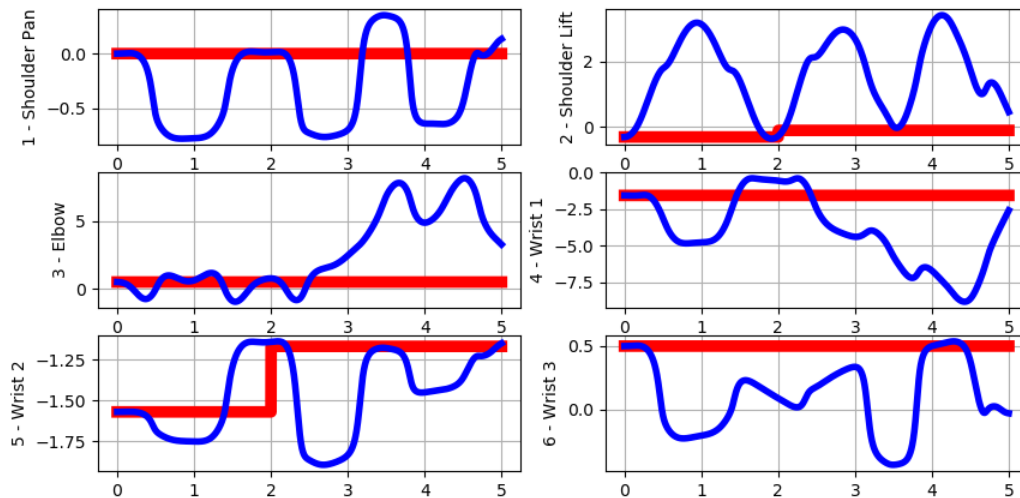 1 - Shoulder Pan
0.0
−0.5
0 1 2 3 4 5
2 - Shoulder Lift
2
0
0 1 2 3 4 5
3 - Elbow
5
0
0 1 2 3 4 5
4 - Wrist 1
0.0
−2.5
−5.0
−7.5
0 1 2 3 4 5
5 - Wrist 2
−1.25
−1.50
−1.75
0 1 2 3 4 5
6 - Wrist 3
0.5
0.0
0 1 2 3 4 5